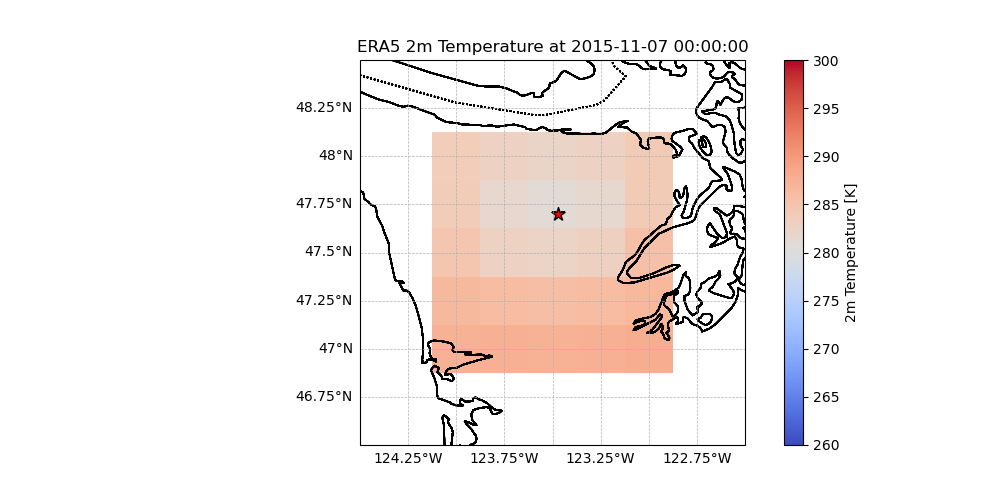 ERA5 2m Temperature at 2015-11-07 00:00:00
48.25°N
48°N
47.75°N
47.5°N
47.25°N
47°N
46.75°N
124.25°W 123.75°W 123.25°W 122.75°W
300
295
290
285
280
275
270
265
260
2m Temperature [K]